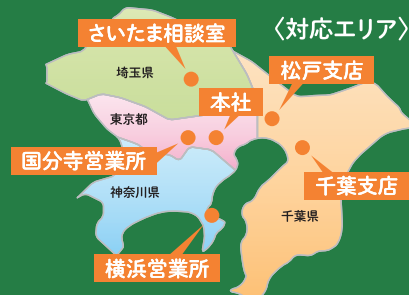 〈対応エリア〉
さいたま相談室
埼玉県
松戸支店
本社
東京都
国分寺営業所
千葉支店
神奈川県
千葉県
横浜営業所